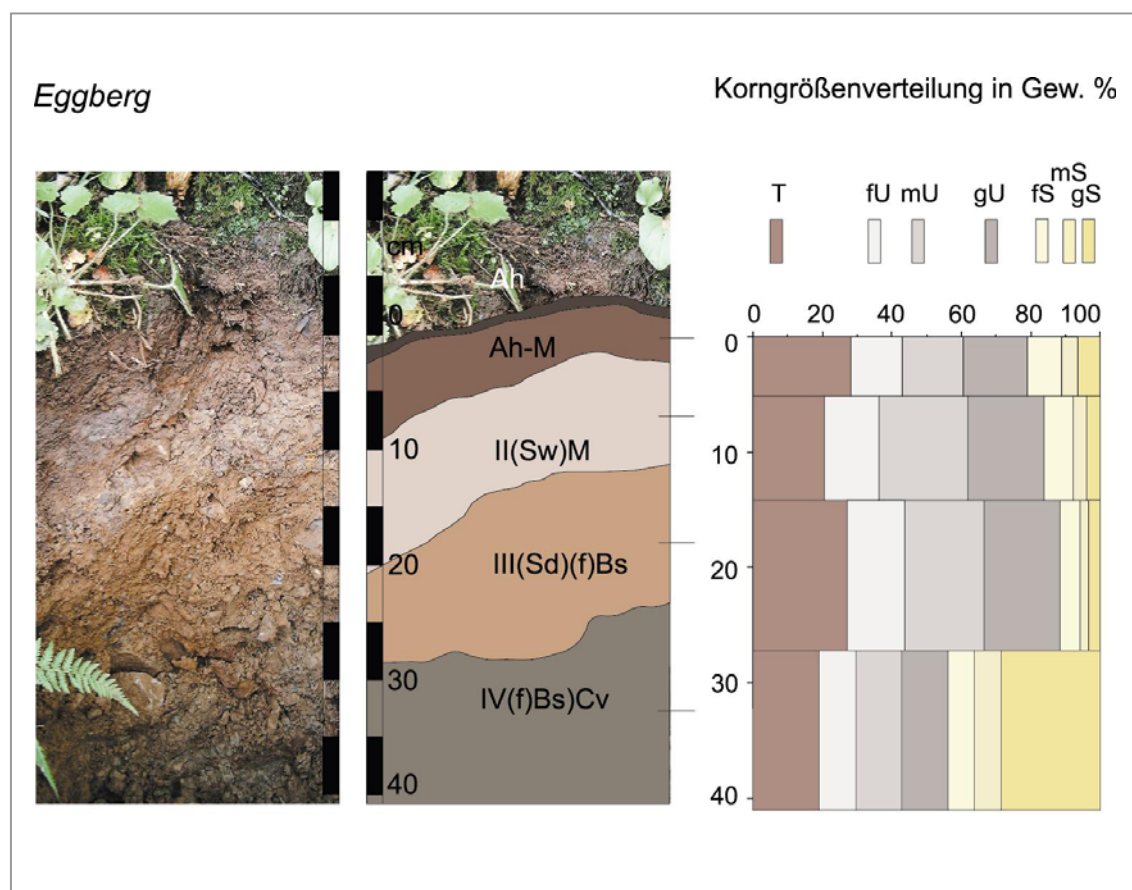 Eggberg
Korngrößenverteilung in Gew. %
mS
T fU mU gU fS gS
cm
Ah
0
Ah-M
10
II(Sw)M
20
III(Sd)(f)Bs
30
IV(f)Bs)Cv
40
0 20 40 60 80 100
0
10
20
30
40